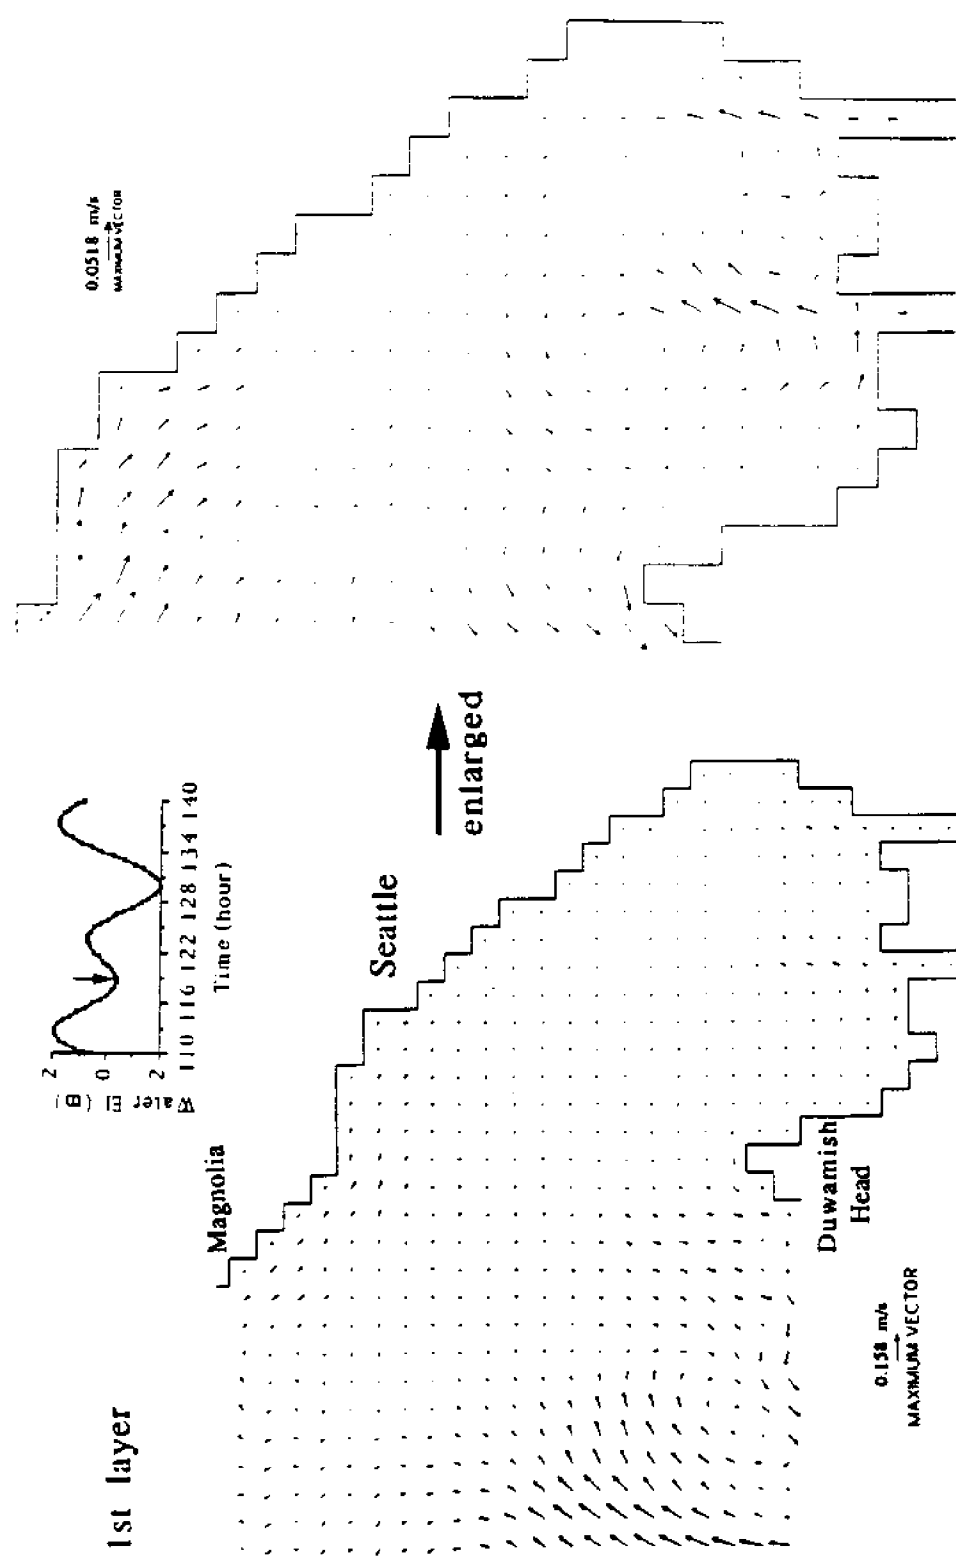 1st layer
Magnolia
Water El (m)
2
0
2
110 116 122 128 134 140
Time (hour)
Seattle
enlarged
Duwamish
Head
0.158 m/s
MAXIMUM VECTOR
0.0518 m/s
MAXIMUM VECTOR